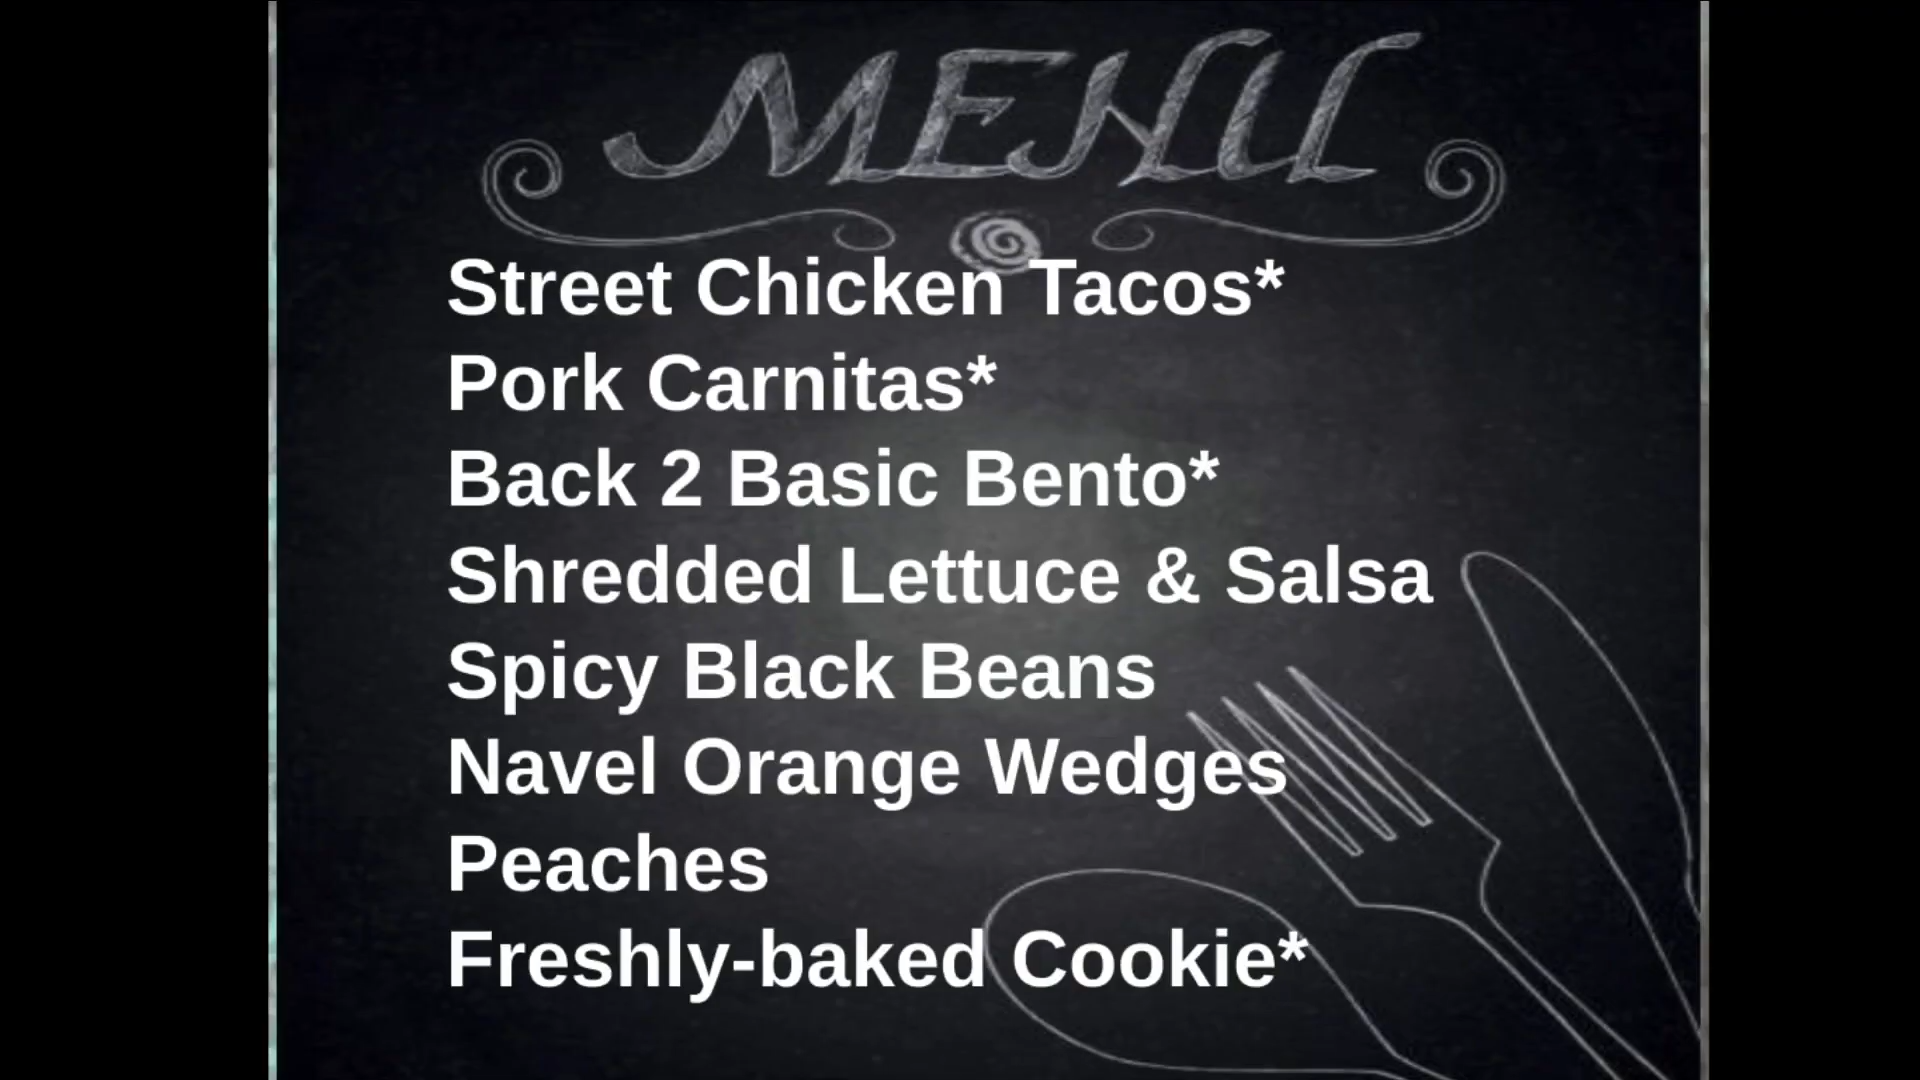 MENU
Street Chicken Tacos*
Pork Carnitas*
Back 2 Basic Bento*
Shredded Lettuce & Salsa
Spicy Black Beans
Navel Orange Wedges
Peaches
Freshly-baked Cookie*